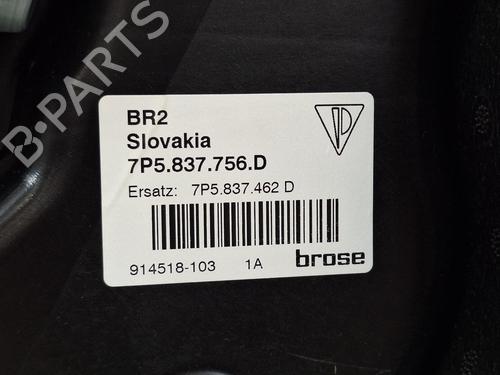 B-PARTS
BR2
Slovakia
7P5.837.756.D
Ersatz: 7P5.837.462 D
914518-103 1A brose